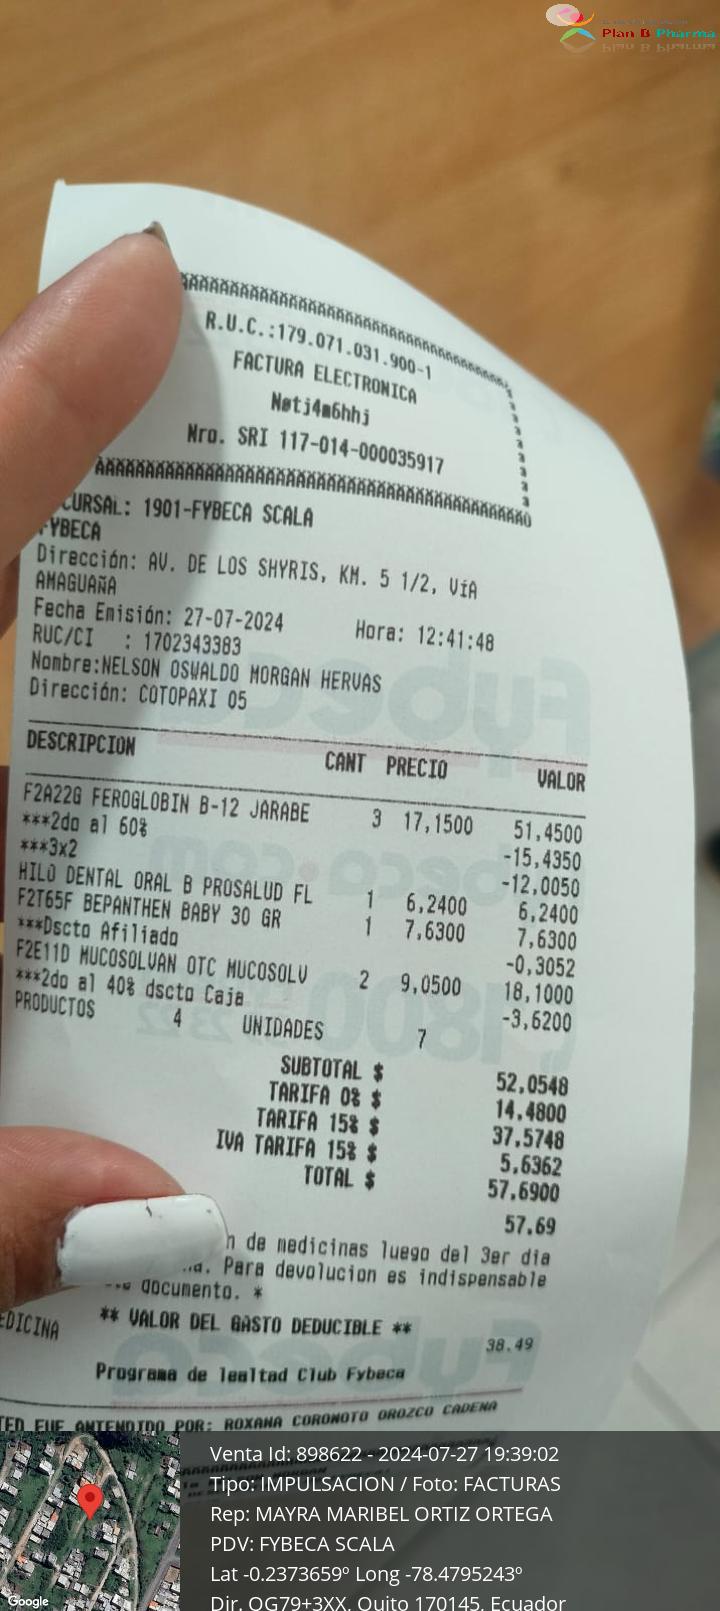 Plan B Pharma
R.U.C.:179.071.031.900-1
FACTURA ELECTRONICA
Nøtj4m6hhj
Nro. SRI 117-014-000035917
CURSAL: 1901-FYBECA SCALA
FYBECA
Dirección: AV. DE LOS SHYRIS, KM. 5 1/2, VíA
AMAGUAñA
Fecha Emisión: 27-07-2024 Hora: 12:41:48
RUC/CI : 1702343383
Nombre:NELSON OSWALDO MORGAN HERVAS
Dirección: COTOPAXI 05
DESCRIPCION CANT PRECIO VALOR
F2A22G FEROGLOBIN B-12 JARABE 3 17,1500 51,4500
***2do al 60% -15,4350
***3x2 -12,0050
HILO DENTAL ORAL B PROSALUD FL 1 6,2400 6,2400
F2T65F BEPANTHEN BABY 30 GR 1 7,6300 7,6300
***Dscto Afiliado -0,3052
F2E11D MUCOSOLVAN OTC MUCOSOLV 2 9,0500 18,1000
***2do al 40% dscto Caja -3,6200
PRODUCTOS 4 UNIDADES 7
SUBTOTAL $ 52,0548
TARIFA 0% $ 14,4800
TARIFA 15% $ 37,5748
IVA TARIFA 15% $ 5,6362
TOTAL $ 57,6900
57.69
n de medicinas luego del 3er dia
Para devolucion es indispensable
documento. *
** VALOR DEL GASTO DEDUCIBLE **
EDICINA 38.49
Programa de lealtad Club Fybeca
TED FUE ANTENDIDO POR: ROXANA COROMOTO OROZCO CADENA
Venta Id: 898622 - 2024-07-27 19:39:02
Tipo: IMPULSACION / Foto: FACTURAS
Rep: MAYRA MARIBEL ORTIZ ORTEGA
PDV: FYBECA SCALA
Lat -0.2373659º Long -78.4795243º
Dir. QG79+3XX, Quito 170145, Ecuador
Google